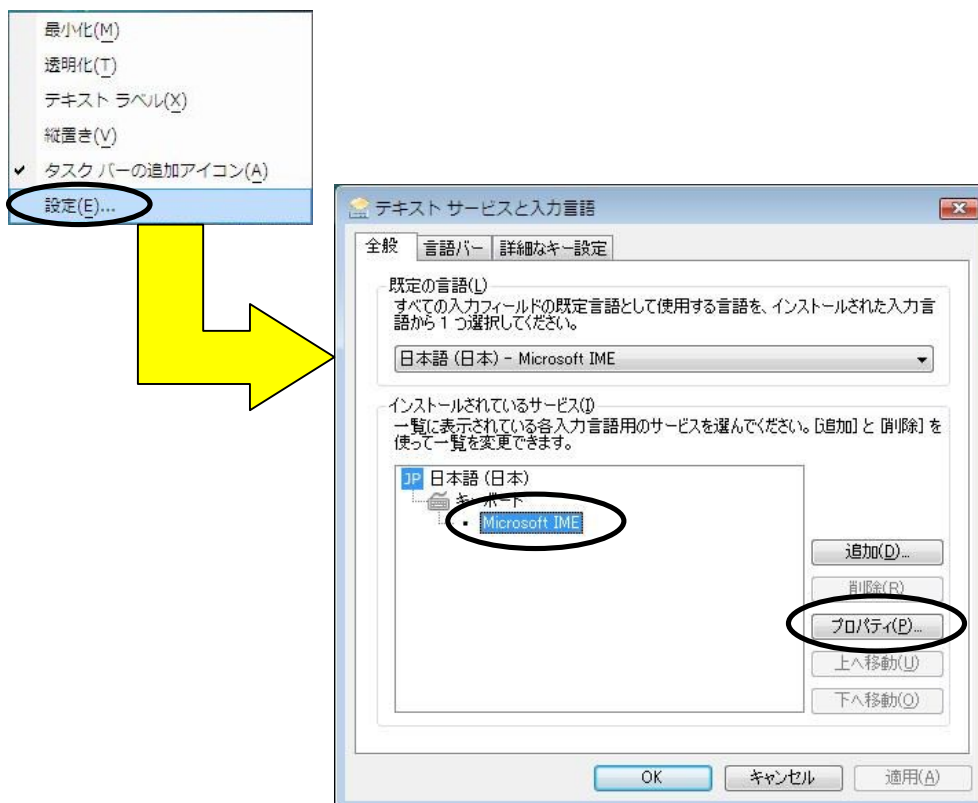 最小化(M)
透明化(T)
テキスト ラベル(X)
縦置き(V)
タスク バーの追加アイコン(A)
設定(E)...
テキスト サービスと入力言語
全般
言語バー
詳細なキー設定
既定の言語(L)
すべての入力フィールドの既定言語として使用する言語を、インストールされた入力言
語から 1 つ選択してください。
日本語 (日本) - Microsoft IME
インストールされているサービス(I)
一覧に表示されている各入力言語用のサービスを選んでください。[追加] と [削除] を
使って一覧を変更できます。
JP 日本語 (日本)
キーボード
Microsoft IME
追加(D)...
削除(R)
プロパティ(P)...
上へ移動(U)
下へ移動(O)
OK
キャンセル
適用(A)